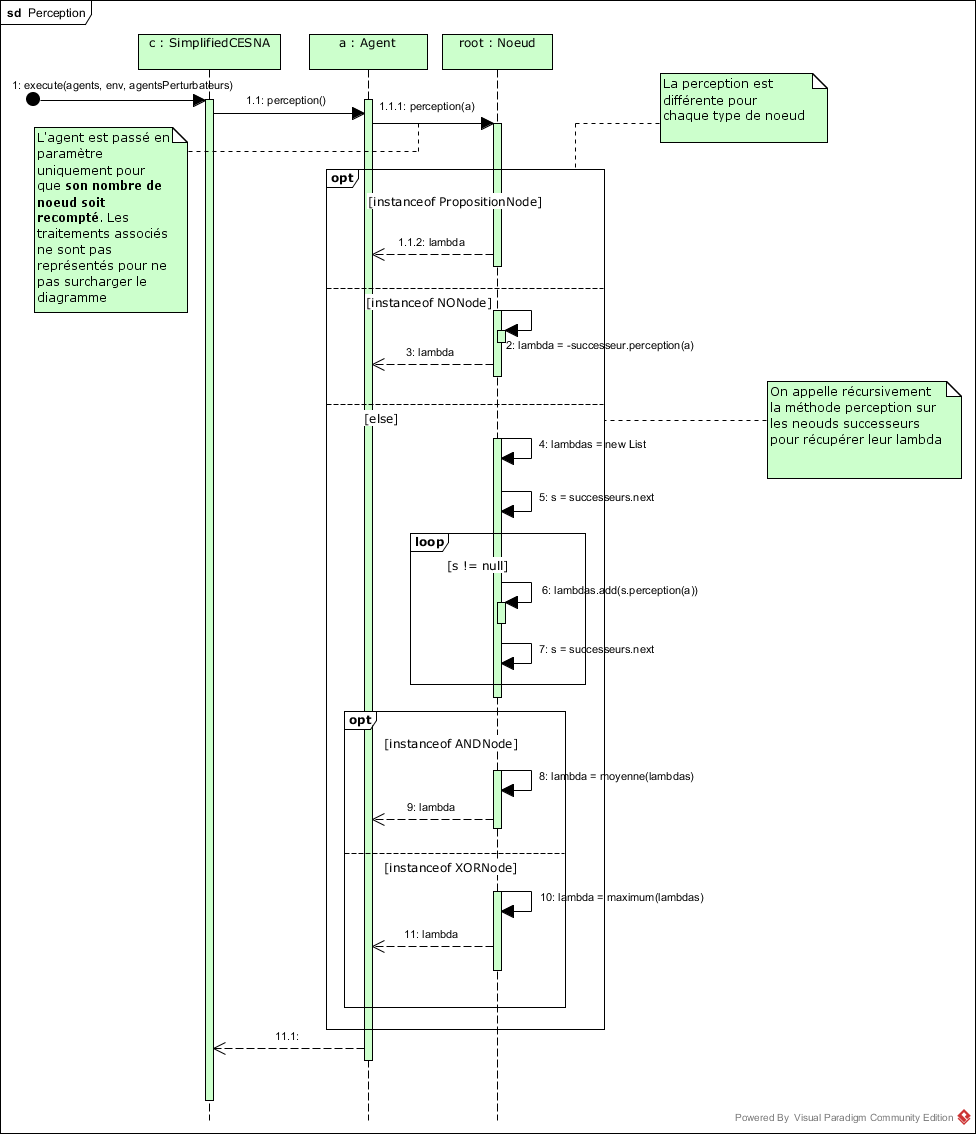 sd Perception
c : SimplifiedCESNA
a : Agent
root : Noeud
1: execute(agents, env, agentsPerturbateurs)
1.1: perception()
1.1.1: perception(a)
La perception est
différente pour
chaque type de noeud
L'agent est passé en
paramètre
uniquement pour
que son nombre de
noeud soit
recompté. Les
traitements associés
ne sont pas
représentés pour ne
pas surcharger le
diagramme
opt
[instanceof PropositionNode]
1.1.2: lambda
[instanceof NONode]
2: lambda = -successeur.perception(a)
3: lambda
[else]
On appelle récursivement
la méthode perception sur
les neouds successeurs
pour récupérer leur lambda
4: lambdas = new List
5: s = successeurs.next
loop
[s != null]
6: lambdas.add(s.perception(a))
7: s = successeurs.next
opt
[instanceof ANDNode]
8: lambda = moyenne(lambdas)
9: lambda
[instanceof XORNode]
10: lambda = maximum(lambdas)
11: lambda
11.1:
Powered By Visual Paradigm Community Edition